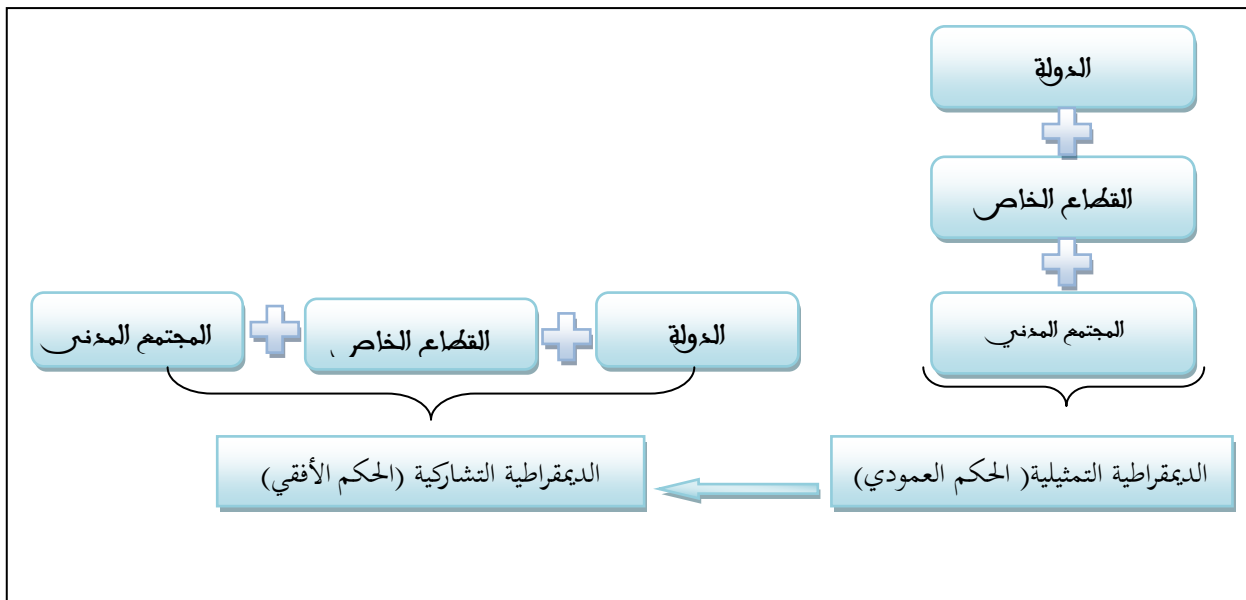 الدولة
القطاع الخاص
المجتمع المدني
الدولة
القطاع الخاص
المجتمع المدني
الديمقراطية التمثيلية( الحكم العمودي)
الديمقراطية التشاركية (الحكم الأفقي)